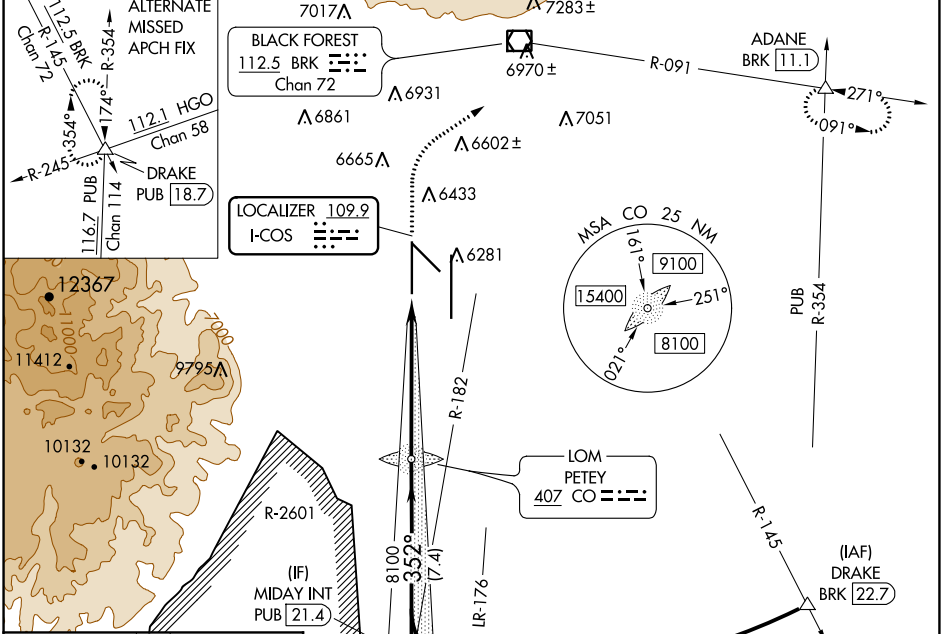 ALTERNATE
MISSED
APCH FIX
112.5 BRK
R-145
Chan 72
R-354
174°
354°
112.1 HGO
Chan 58
R-245
DRAKE
PUB 18.7
116.7 PUB
Chan 114
7017
7283±
BLACK FOREST
112.5 BRK
Chan 72
6970±
R-091
ADANE
BRK 11.1
271°
091°
6931
6861
7051
6602±
6665
6433
LOCALIZER 109.9
I-COS
6281
MSA CO 25 NM
161°
9100
15400
251°
8100
021°
PUB
R-354
12367
11000
7000
11412
9795
10132
10132
R-182
LOM
PETEY
407 CO
R-2601
(IF)
MIDAY INT
PUB 21.4
8100
352°
(7.4)
LR-176
R-145
(IAF)
DRAKE
BRK 22.7